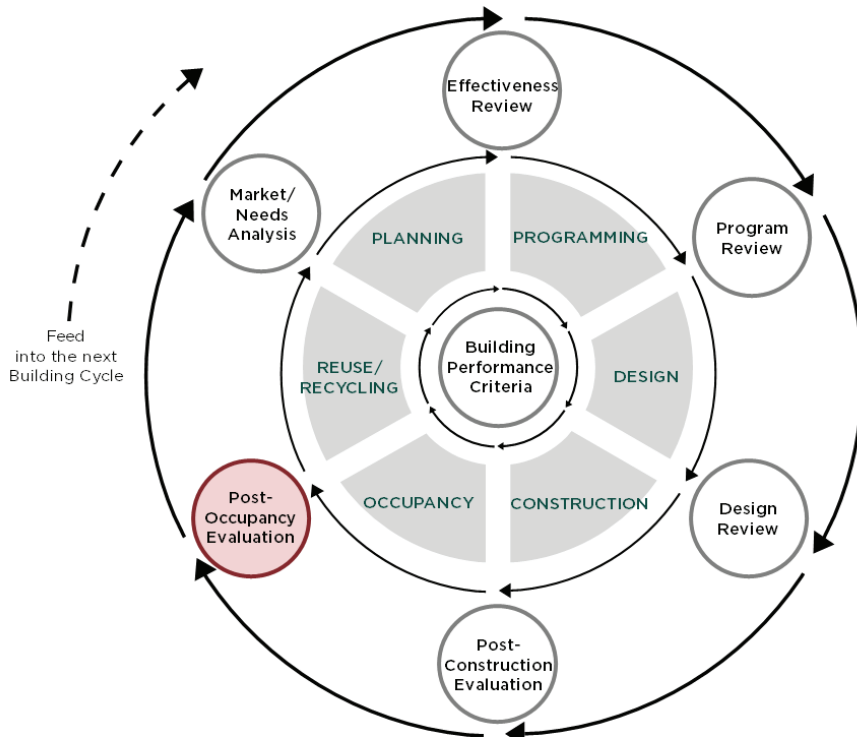 Effectiveness
Review
Market/
Needs
Analysis
Program
Review
PLANNING
PROGRAMMING
Feed
into the next
Building Cycle
Building
Performance
Criteria
REUSE/
RECYCLING
DESIGN
Post-
Occupancy
Evaluation
OCCUPANCY
CONSTRUCTION
Design
Review
Post-
Construction
Evaluation